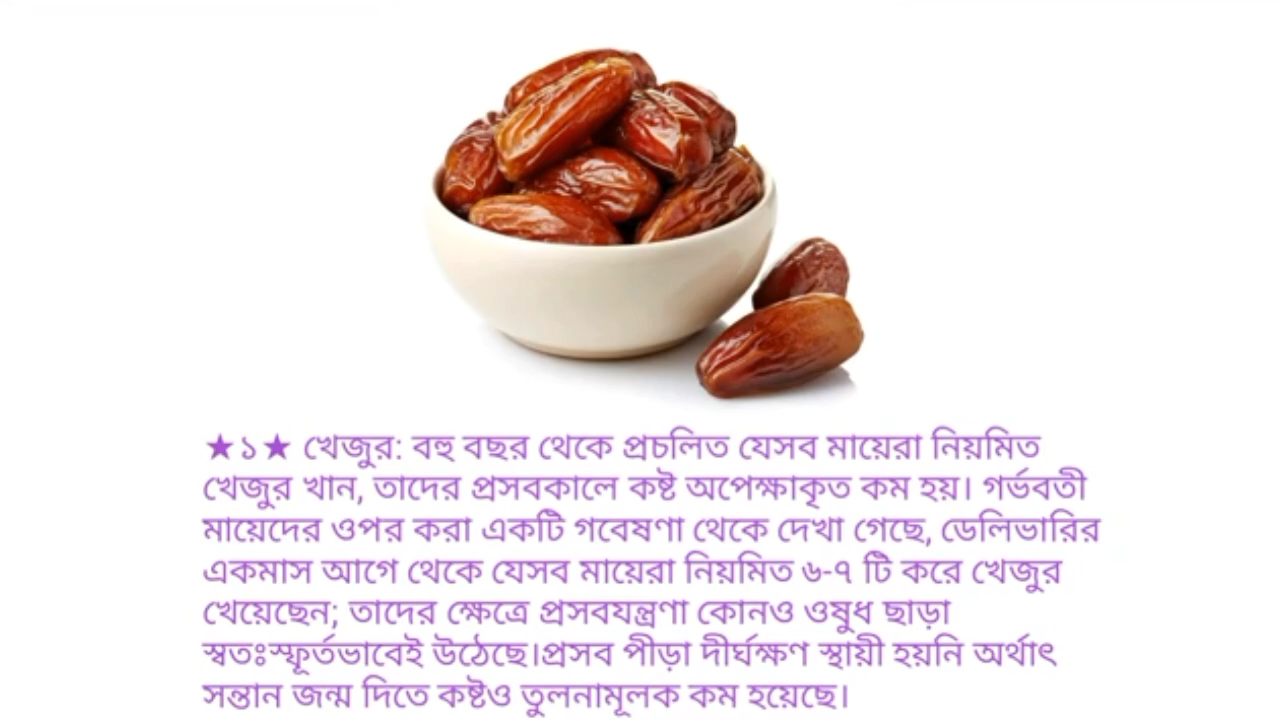 ★১★ খেজুর: বহু বছর থেকে প্রচলিত যেসব মায়েরা নিয়মিত
খেজুর খান, তাদের প্রসবকালে কষ্ট অপেক্ষাকৃত কম হয়। গর্ভবতী
মায়েদের ওপর করা একটি গবেষণা থেকে দেখা গেছে, ডেলিভারির
একমাস আগে থেকে যেসব মায়েরা নিয়মিত ৬-৭ টি করে খেজুর
খেয়েছেন; তাদের ক্ষেত্রে প্রসবযন্ত্রণা কোনও ওষুধ ছাড়া
স্বতঃস্ফূর্তভাবেই উঠেছে।প্রসব পীড়া দীর্ঘক্ষণ স্থায়ী হয়নি অর্থাৎ
সন্তান জন্ম দিতে কষ্টও তুলনামূলক কম হয়েছে।